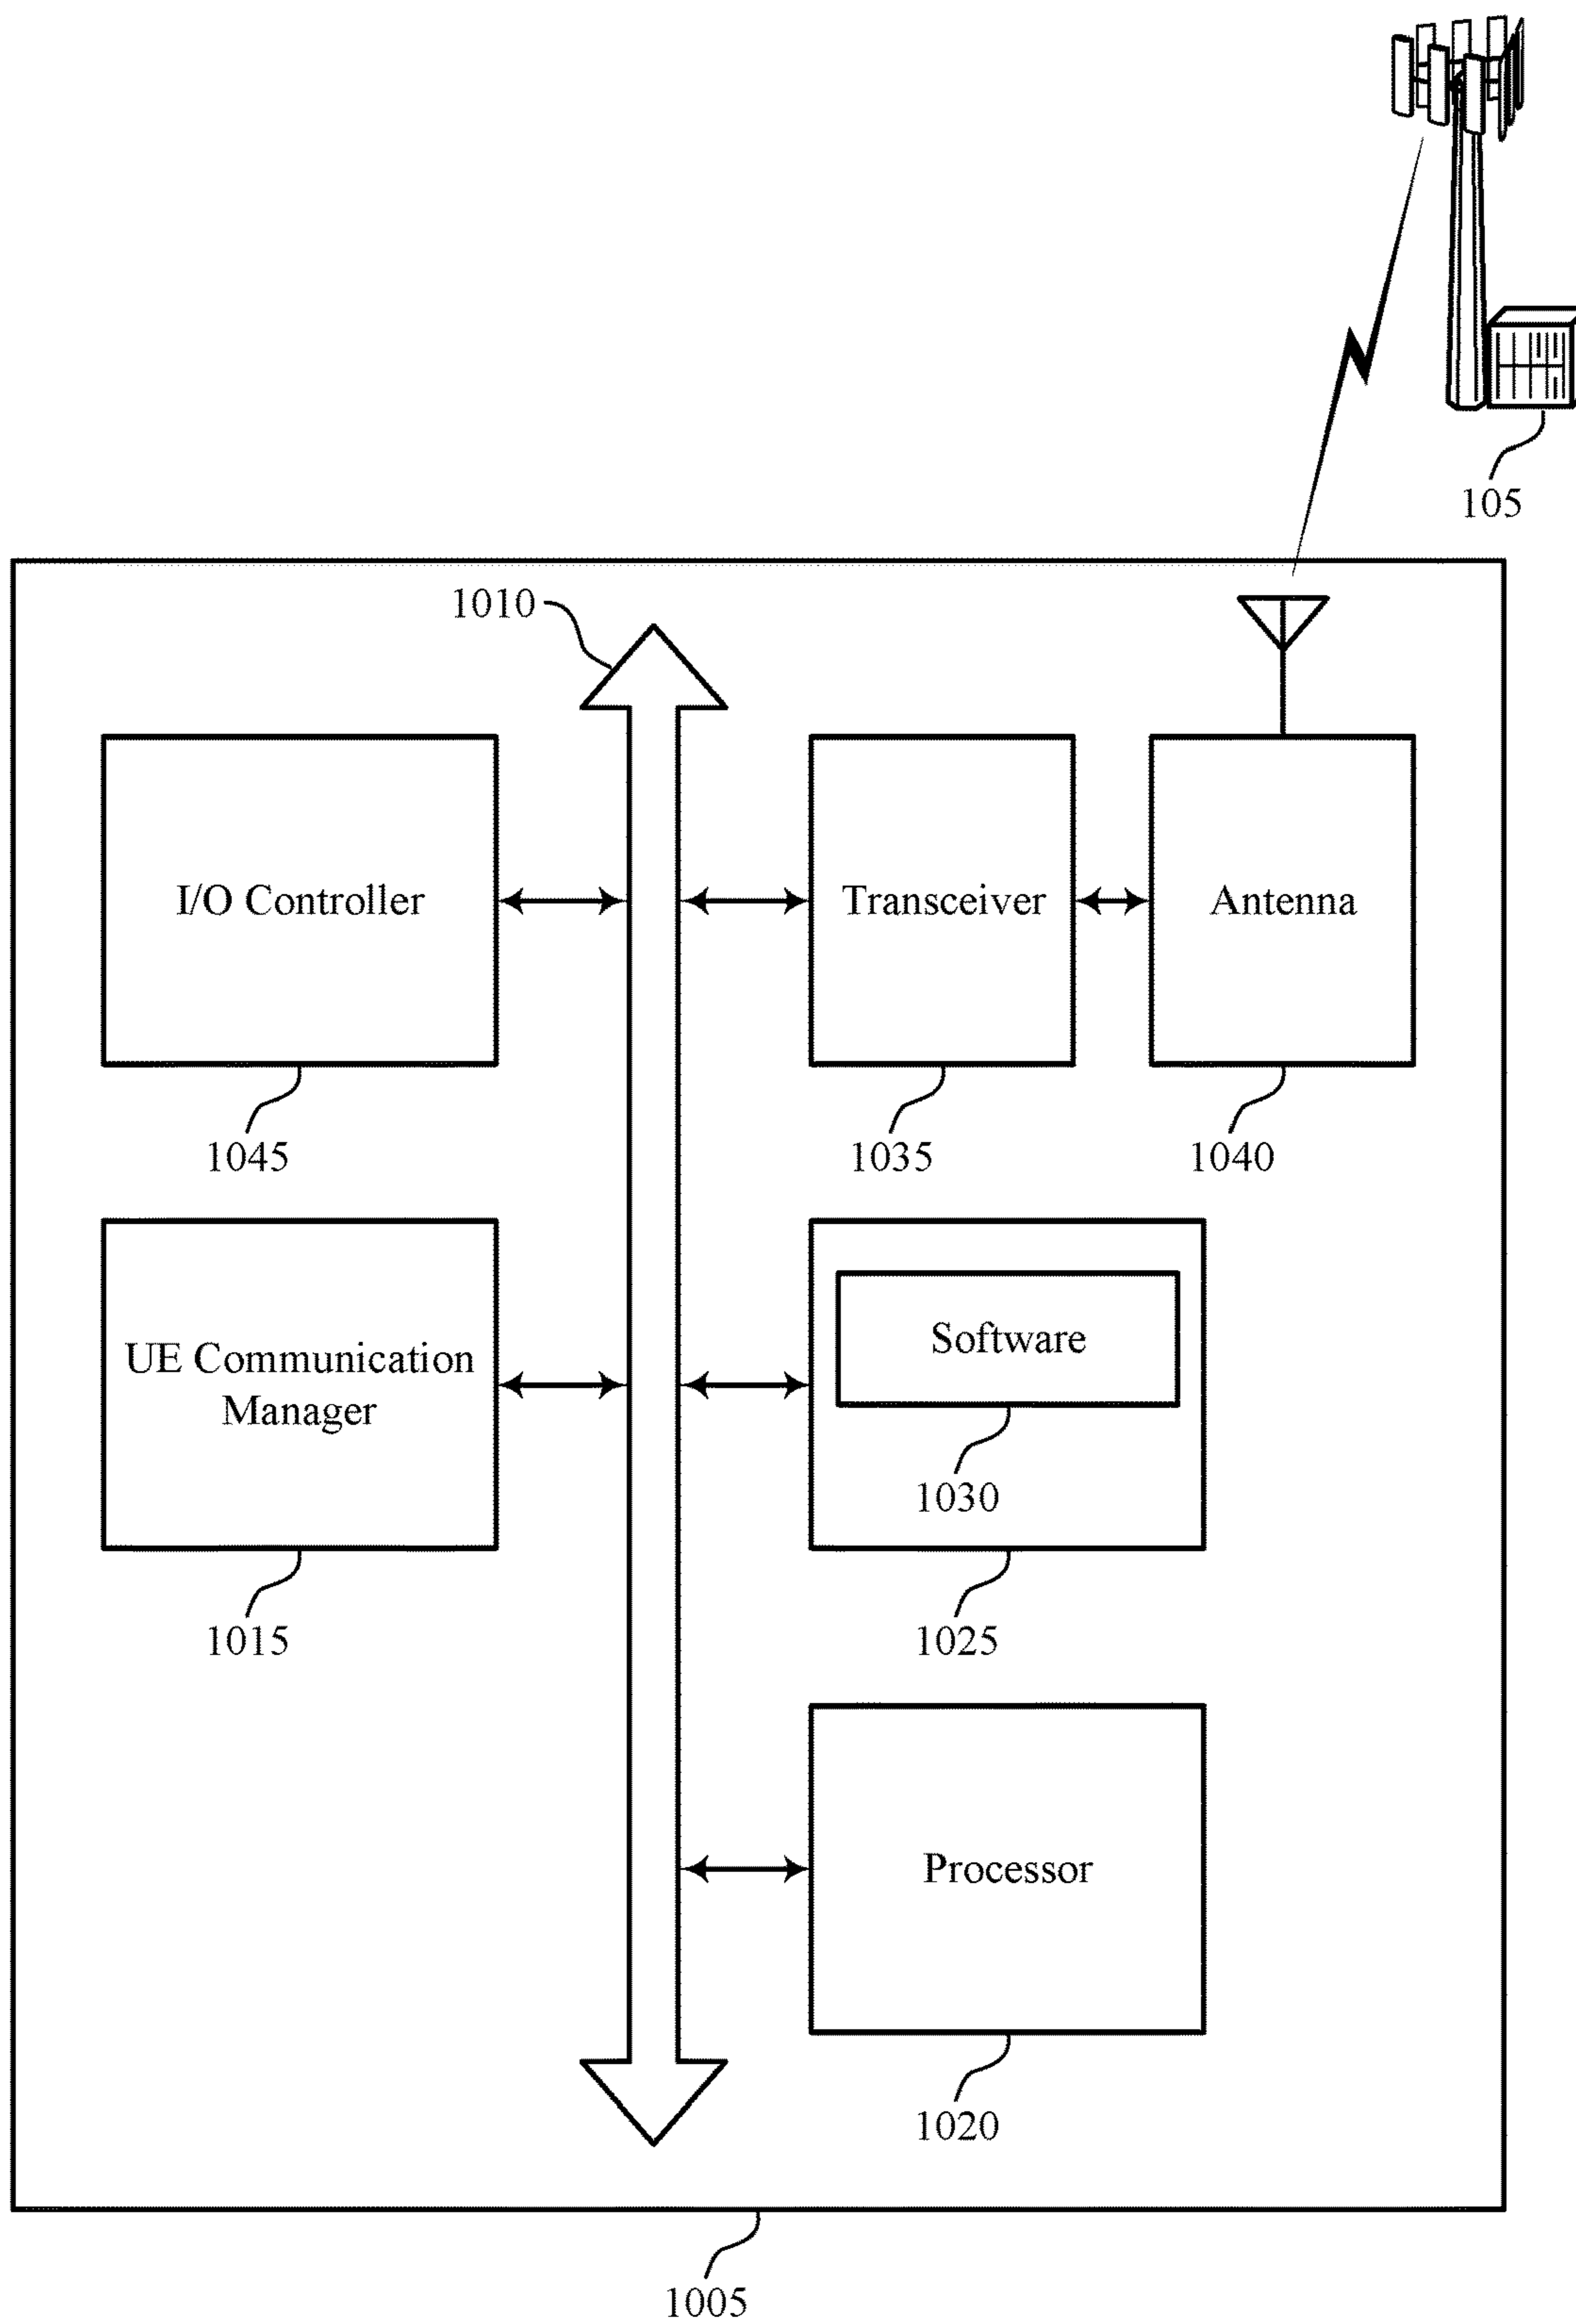 105
1010
I/O Controller
Transceiver
Antenna
1045
1035
1040
UE Communication
Manager
Software
1030
1015
1025
Processor
1020
1005